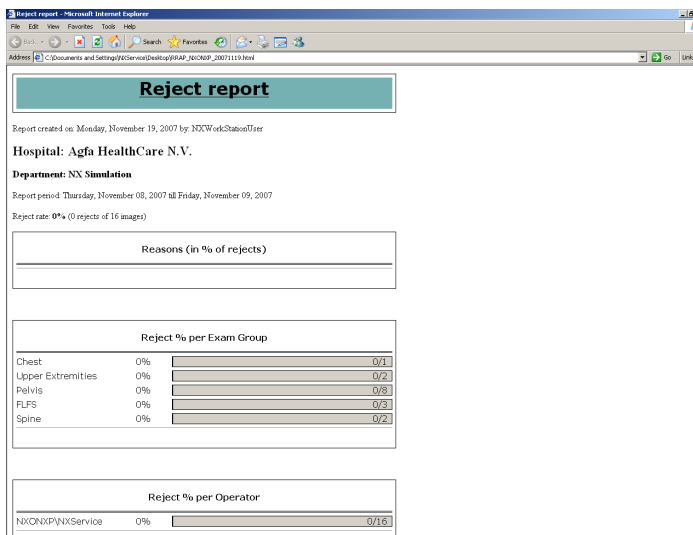 Reject report - Microsoft Internet Explorer
File Edit View Favorites Tools Help
Back Search Favorites
Address C:\Documents and Settings\NXService\Desktop\RRAP_NXONXP_20071119.html Go Link
Reject report
Report created on: Monday, November 19, 2007 by: NXWorkStationUser
Hospital: Agfa HealthCare N.V.
Department: NX Simulation
Report period: Thursday, November 08, 2007 till Friday, November 09, 2007
Reject rate: 0% (0 rejects of 16 images)
Reasons (in % of rejects)
Reject % per Exam Group
Chest 0% 0/1
Upper Extremities 0% 0/2
Pelvis 0% 0/8
FLFS 0% 0/3
Spine 0% 0/2
Reject % per Operator
NXONXP\NXService 0% 0/16